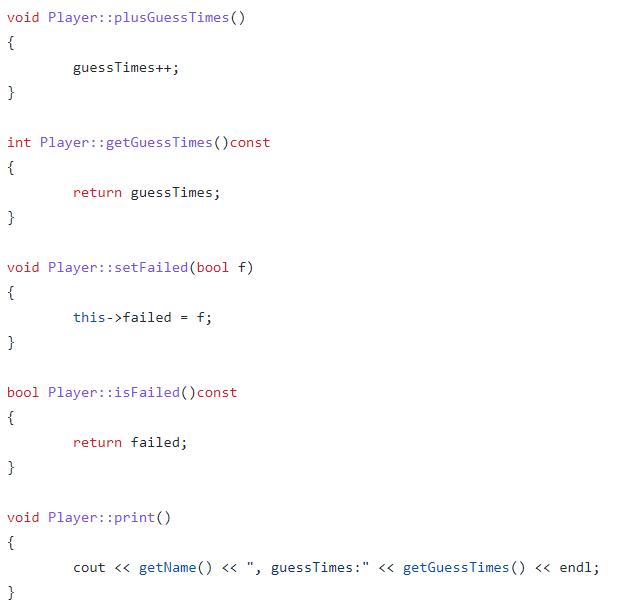 void Player::plusGuessTimes()
{
        guessTimes++;
}

int Player::getGuessTimes()const
{
        return guessTimes;
}

void Player::setFailed(bool f)
{
        this->failed = f;
}

bool Player::isFailed()const
{
        return failed;
}

void Player::print()
{
        cout << getName() << ", guessTimes:" << getGuessTimes() << endl;
}